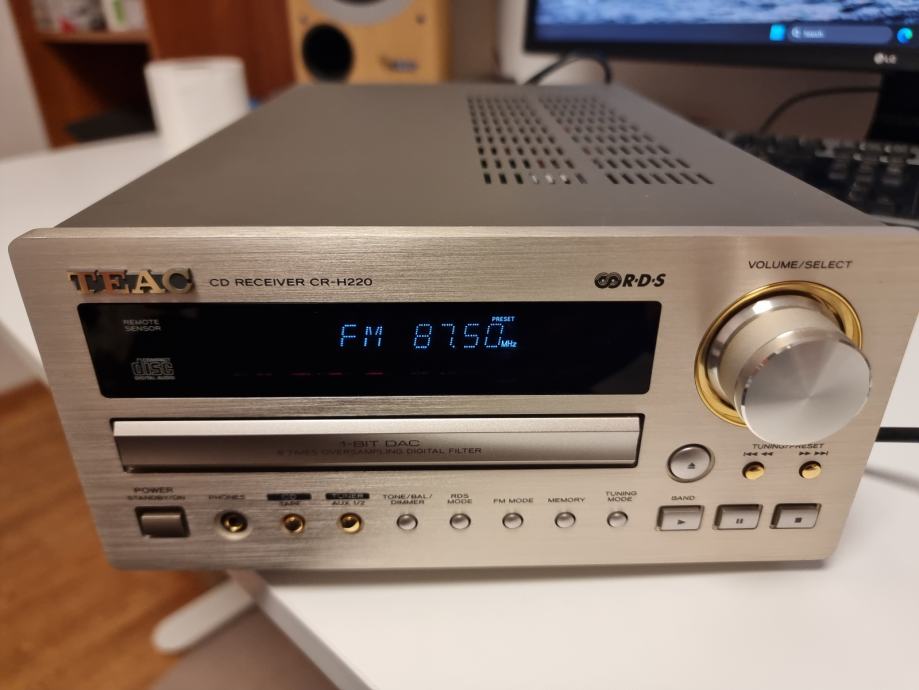 LG
TEAC CD RECEIVER CR-H220
R·D·S
VOLUME/SELECT
REMOTE
SENSOR
PRESET
FM 87.50 MHz
COMPACT
disc
DIGITAL AUDIO
1-BIT DAC
8 TIMES OVERSAMPLING DIGITAL FILTER
TUNING/PRESET
POWER
STANDBY/ON
PHONES
CD
TAPE
TUNER
AUX 1/2
TONE/BAL/
DIMMER
RDS
MODE
FM MODE
MEMORY
TUNING
MODE
BAND